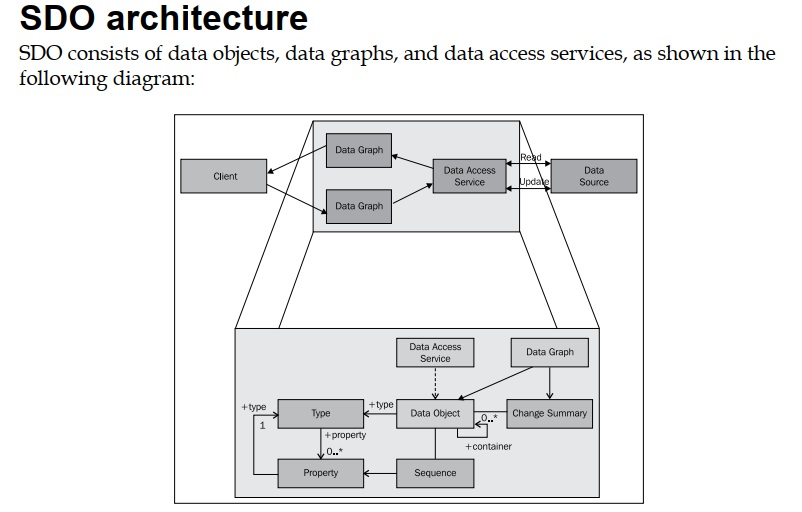 SDO architecture
SDO consists of data objects, data graphs, and data access services, as shown in the
following diagram:
Data Graph
Client
Data Access
Service
Read
Update
Data
Source
Data Graph
Data Access
Service
Data Graph
+type
1
Type
+type
Data Object
0..*
Change Summary
+property
0..*
+container
Property
Sequence